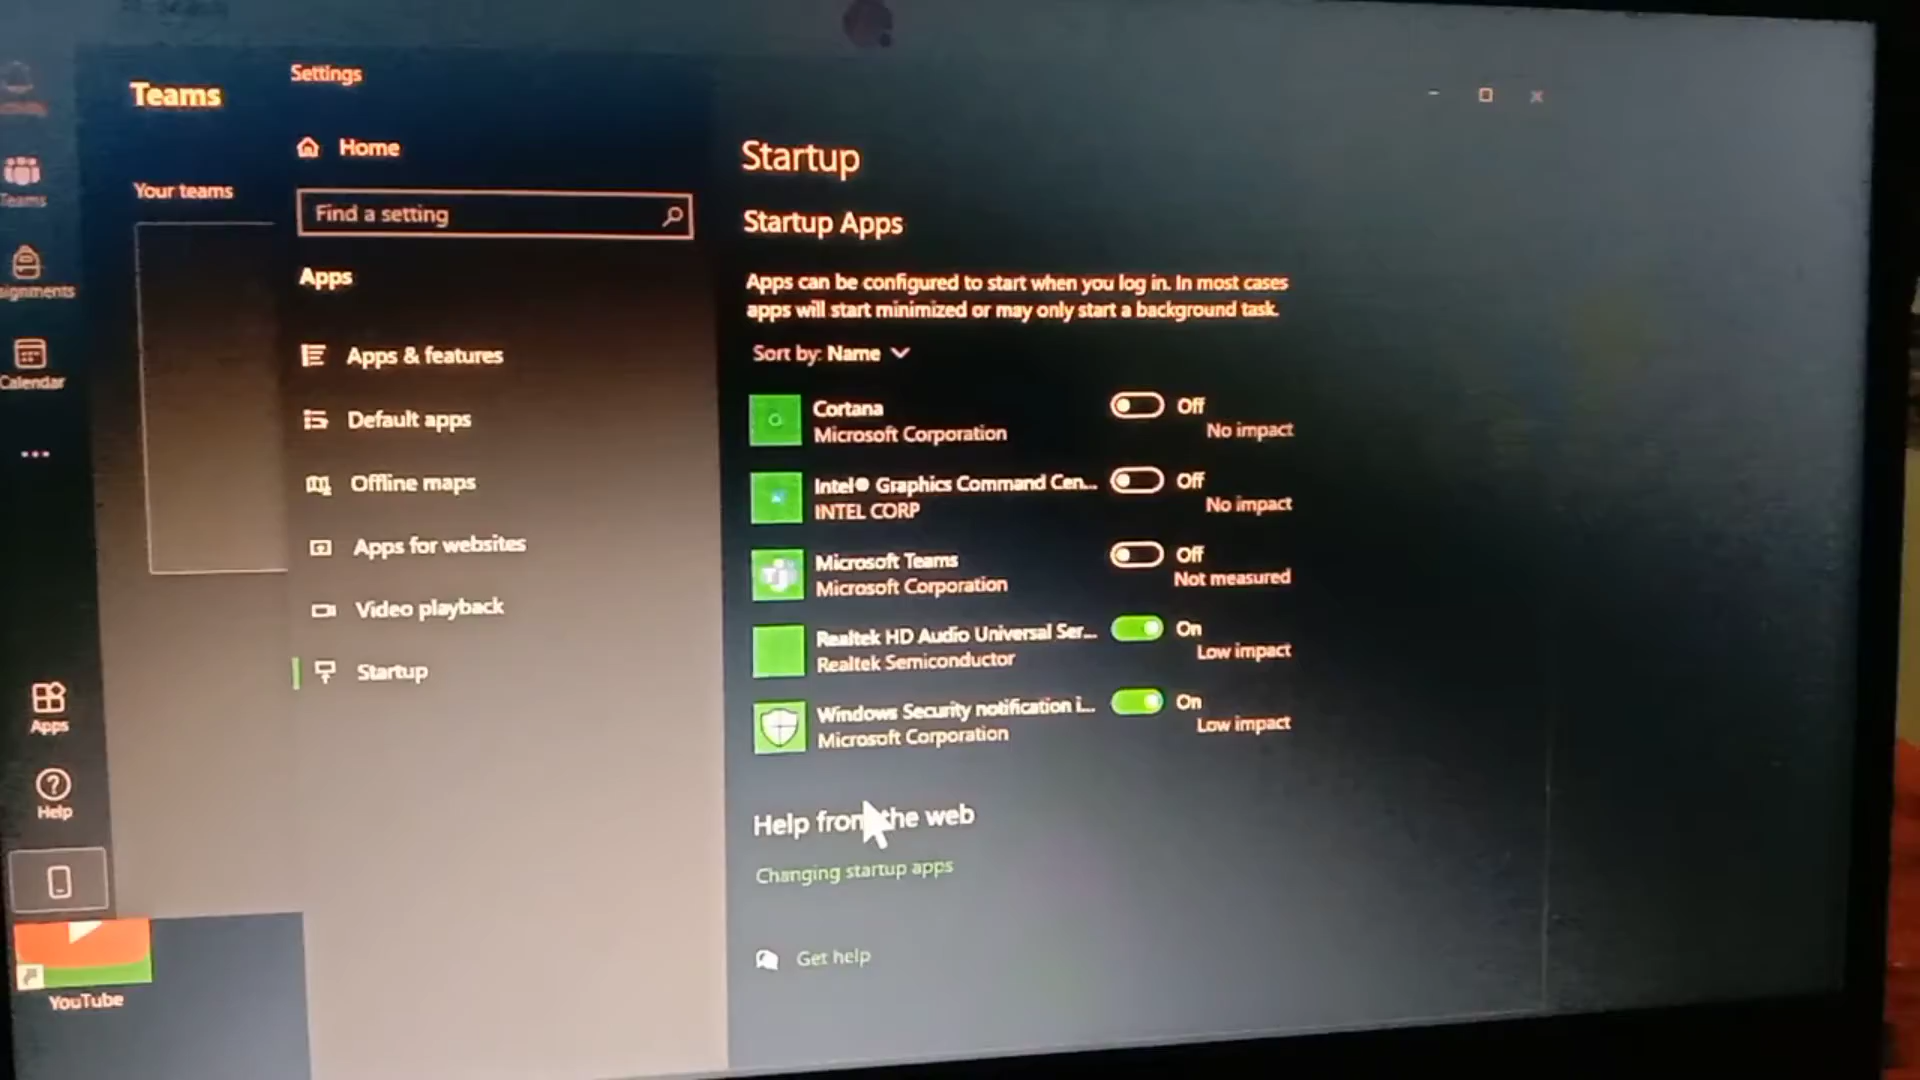 Teams
Your teams
Teams
signments
Calendar
Apps
Help
YouTube
Settings
Home
Find a setting
Apps
Apps & features
Default apps
Offline maps
Apps for websites
Video playback
Startup
Startup
Startup Apps
Apps can be configured to start when you log in. In most cases
apps will start minimized or may only start a background task.
Sort by: Name
Cortana
Microsoft Corporation
Off
No impact
Intel® Graphics Command Cen...
INTEL CORP
Off
No impact
Microsoft Teams
Microsoft Corporation
Off
Not measured
Realtek HD Audio Universal Ser...
Realtek Semiconductor
On
Low impact
Windows Security notification i...
Microsoft Corporation
On
Low impact
Help from the web
Changing startup apps
Get help